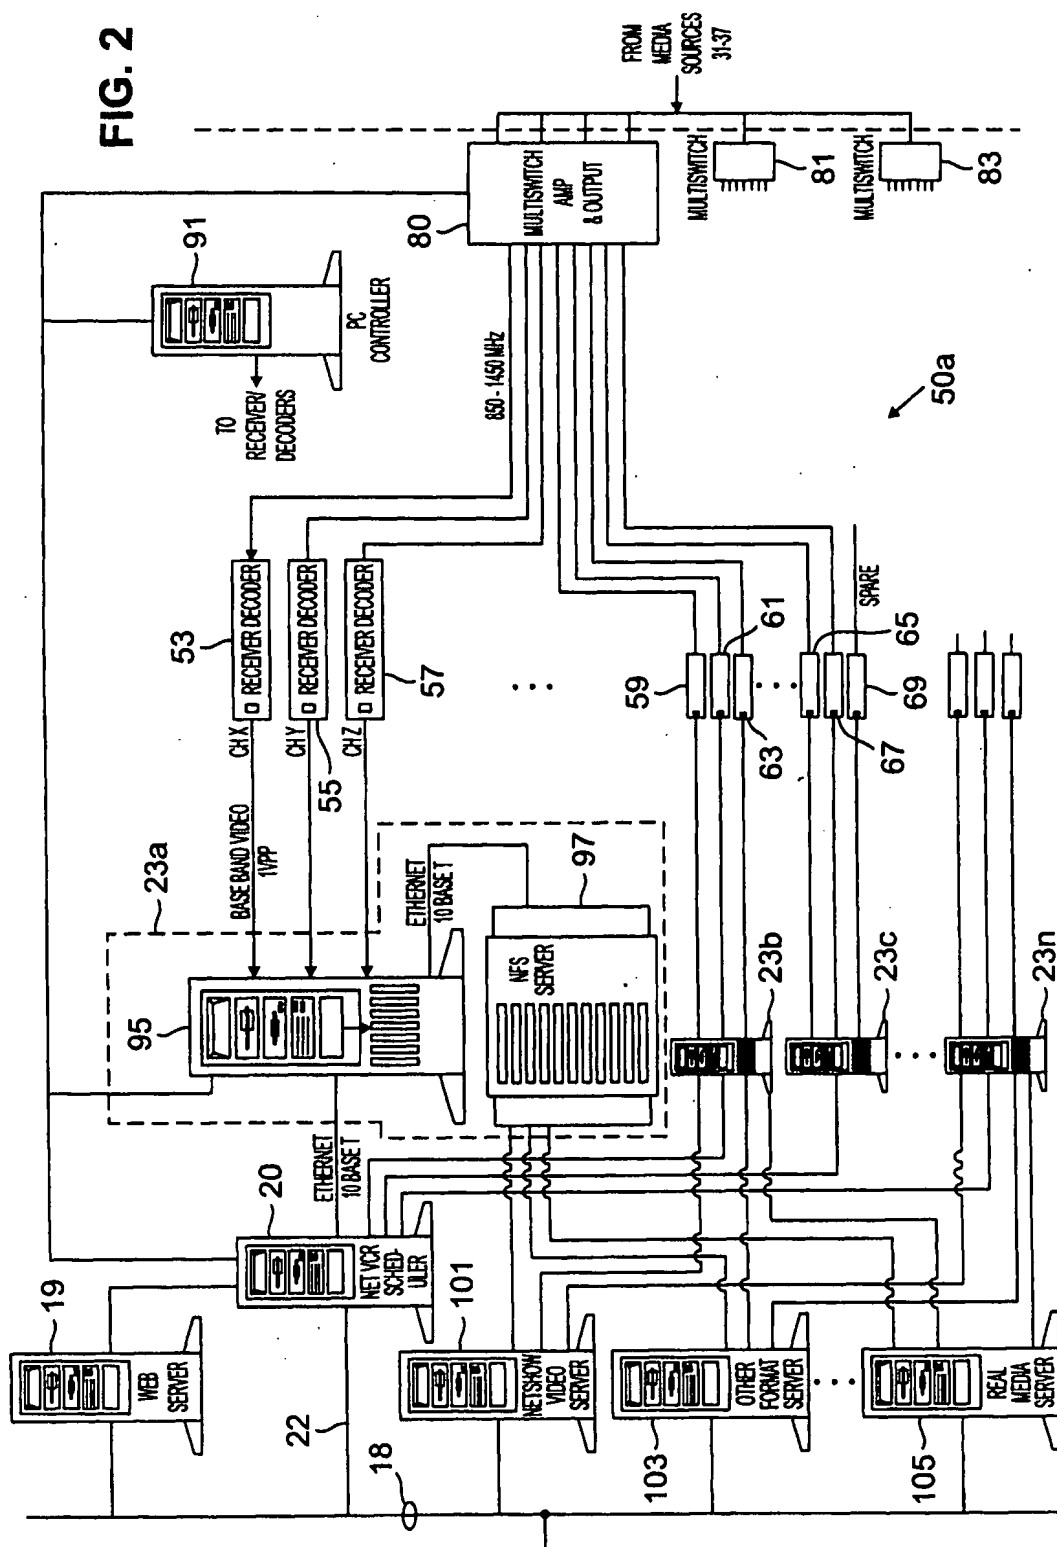 FIG. 2
FROM
MEDIA
SOURCES
31-37
MULTISWITCH
AMP
& OUTPUT
80
MULTISWITCH
81
MULTISWITCH
83
91
PC
CONTROLLER
TO
RECEIVER/
DECODERS
850 - 1450 MHz
50a
53
RECEIVER DECODER
CH X
RECEIVER DECODER
CH Y
55
RECEIVER DECODER
CH Z
57
59
61
63
65
67
69
SPARE
BASE BAND VIDEO
1VPP
23a
95
ETHERNET
10 BASE T
97
NFS
SERVER
23b
23c
23n
ETHERNET
10 BASE T
20
NET VCR
SCHED-
ULER
19
WEB
SERVER
22
18
101
NETSHOW
VIDEO
SERVER
103
OTHER
FORMAT
SERVER
105
REAL
MEDIA
SERVER